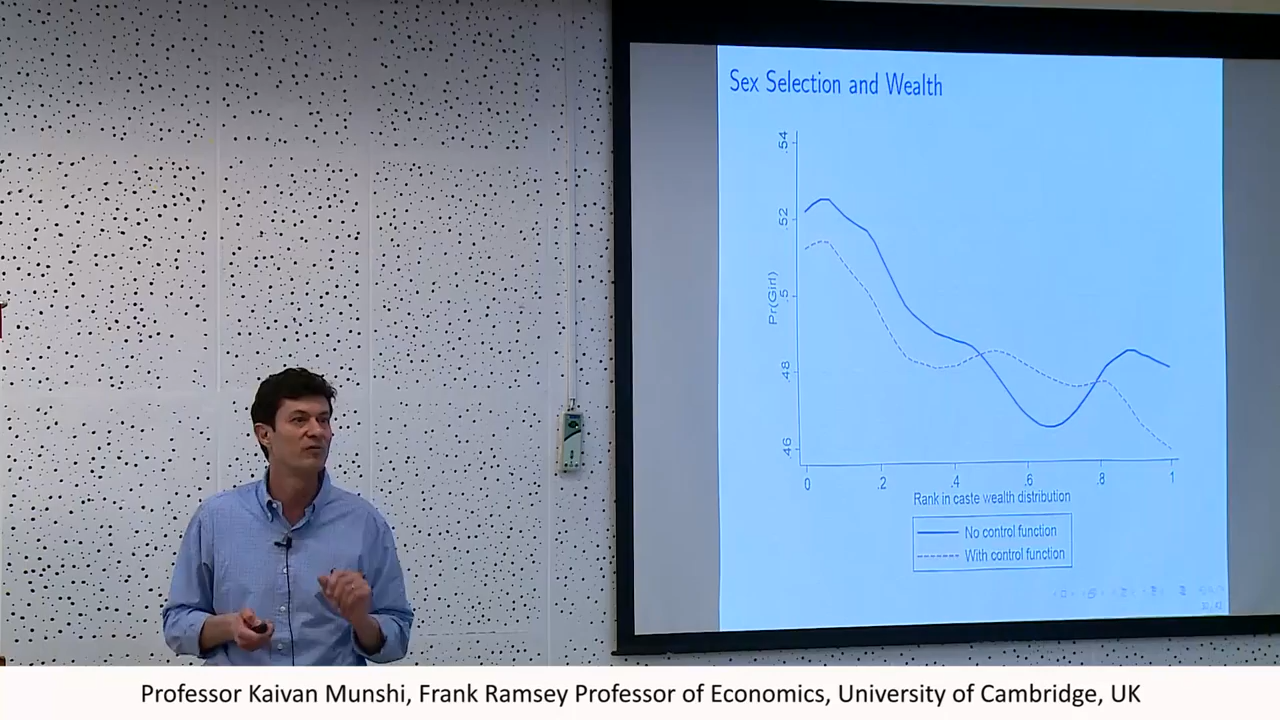 Sex Selection and Wealth
.54
.52
.5
.48
.46
Pr(Girl)
0 .2 .4 .6 .8 1
Rank in caste wealth distribution
No control function
With control function
Professor Kaivan Munshi, Frank Ramsey Professor of Economics, University of Cambridge, UK